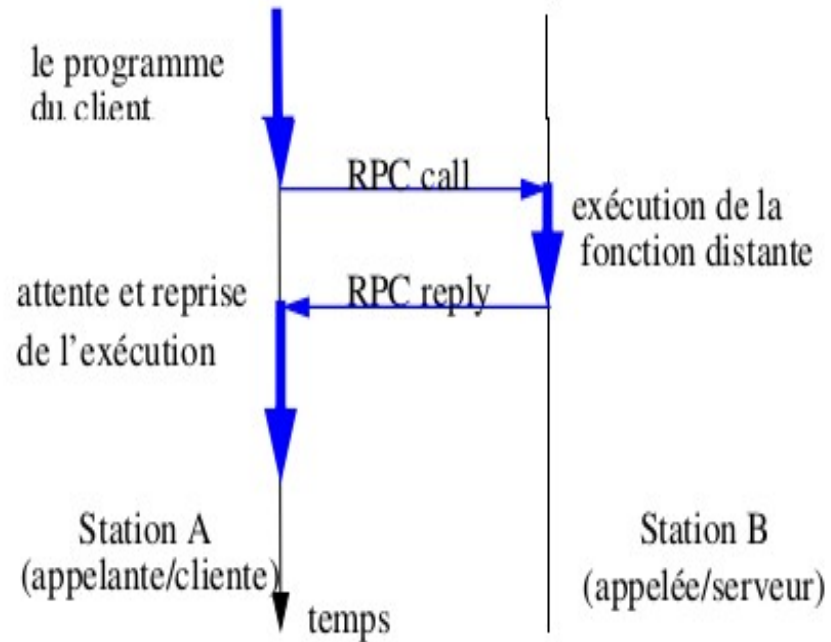 le programme
du client
RPC call
exécution de la
fonction distante
attente et reprise
de l'exécution
RPC reply
Station A
(appelante/cliente)
Station B
(appelée/serveur)
temps